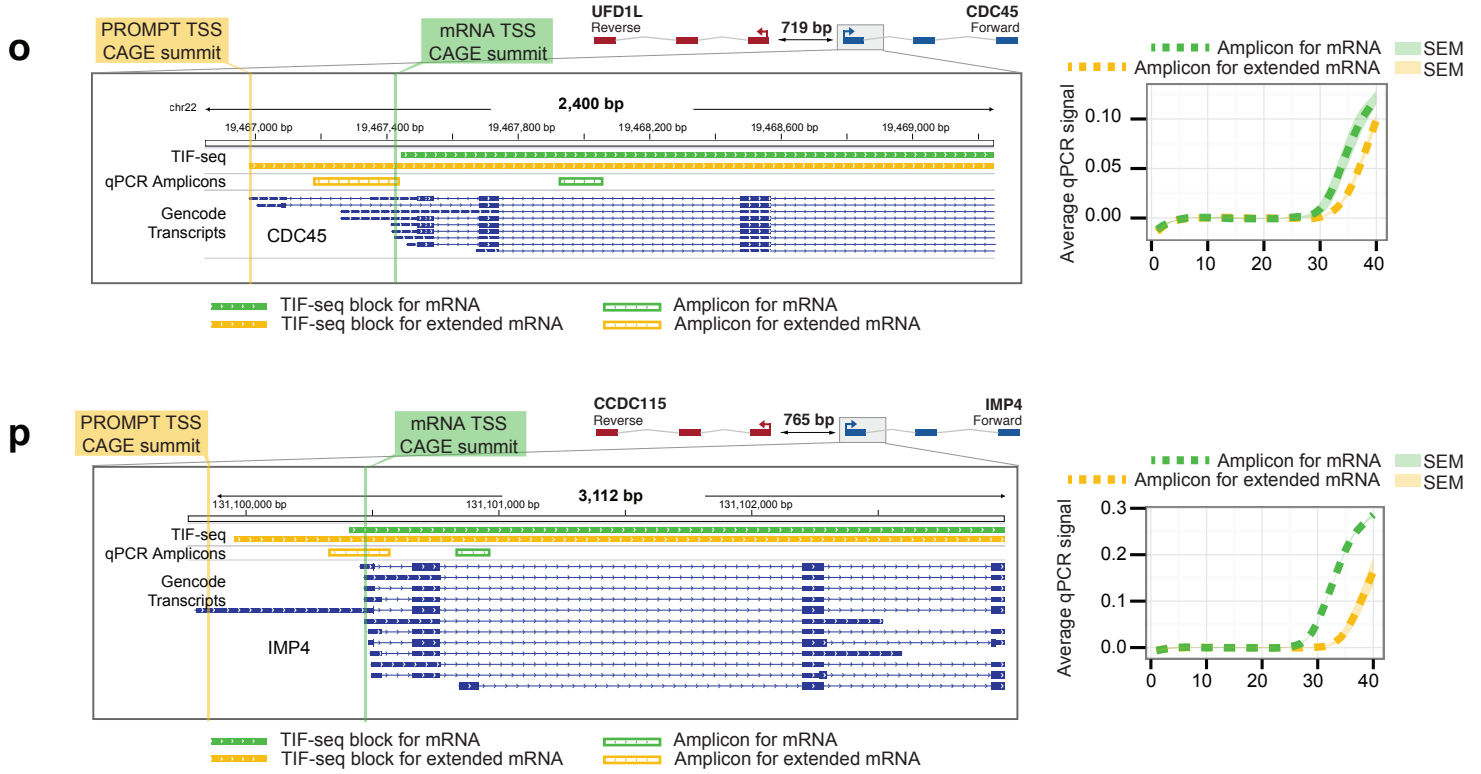 o
PROMPT TSS
CAGE summit
mRNA TSS
CAGE summit
UFD1L
Reverse
719 bp
CDC45
Forward
chr22
2,400 bp
19,467,000 bp 19,467,400 bp 19,467,800 bp 19,468,200 bp 19,468,600 bp 19,469,000 bp
TIF-seq
qPCR Amplicons
Gencode
Transcripts
CDC45
TIF-seq block for mRNA
TIF-seq block for extended mRNA
Amplicon for mRNA
Amplicon for extended mRNA
Amplicon for mRNA SEM
Amplicon for extended mRNA SEM
Average qPCR signal
0.10
0.05
0.00
0 10 20 30 40
p
PROMPT TSS
CAGE summit
mRNA TSS
CAGE summit
CCDC115
Reverse
765 bp
IMP4
Forward
3,112 bp
131,100,000 bp 131,101,000 bp 131,102,000 bp
TIF-seq
qPCR Amplicons
Gencode
Transcripts
IMP4
TIF-seq block for mRNA
TIF-seq block for extended mRNA
Amplicon for mRNA
Amplicon for extended mRNA
Amplicon for mRNA SEM
Amplicon for extended mRNA SEM
Average qPCR signal
0.3
0.2
0.1
0.0
0 10 20 30 40